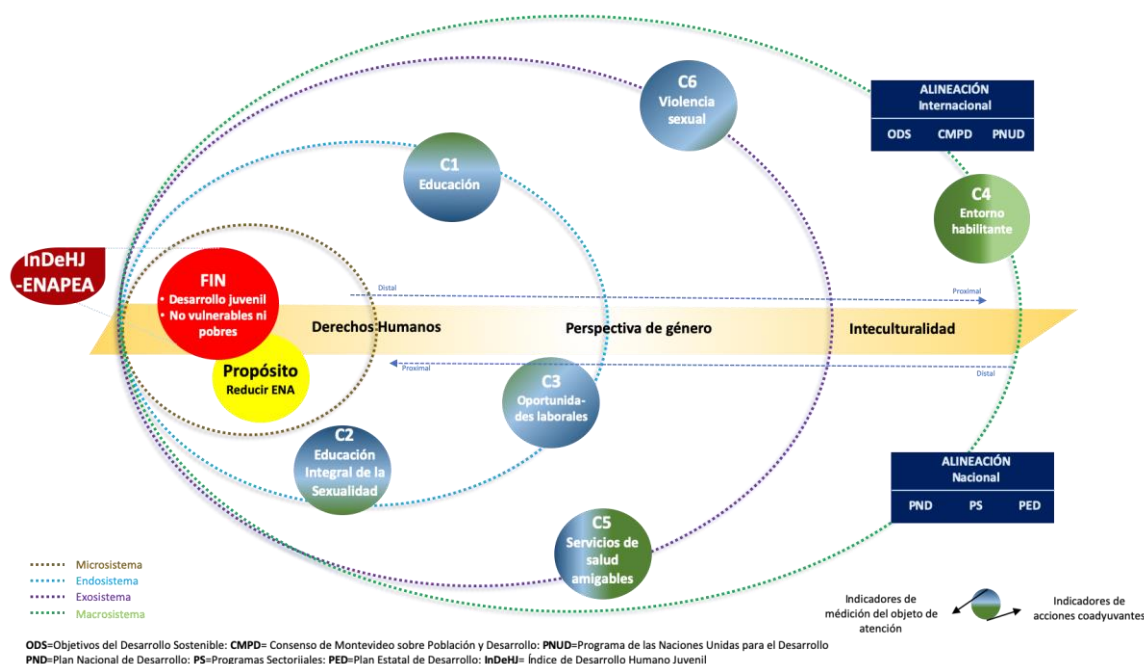 C6
Violencia
sexual
ALINEACIÓN
Internacional
ODS CMPD PNUD
C1
Educación
C4
Entorno
habilitante
InDeHJ
-ENAPEA
FIN
• Desarrollo juvenil
• No vulnerables ni
pobres
Distal
Proximal
Derechos Humanos
Perspectiva de género
Inteculturalidad
Propósito
Reducir ENA
Proximal
Distal
C3
Oportunida-
des laborales
C2
Educación
Integral de la
Sexualidad
ALINEACIÓN
Nacional
PND PS PED
C5
Servicios de
salud
amigables
Microsistema
Endosistema
Exosistema
Macrosistema
Indicadores de
médición del objeto de
atención
Indicadores de
acciones coadyuvantes
ODS=Objetivos del Desarrollo Sostenible: CMPD= Consenso de Montevideo sobre Población y Desarrollo: PNUD=Programa de las Naciones Unidas para el Desarrollo
PND=Plan Nacional de Desarrollo: PS=Programas Sectorijales: PED=Plan Estatal de Desarrollo: InDeHJ= Índice de Desarrollo Humano Juvenil